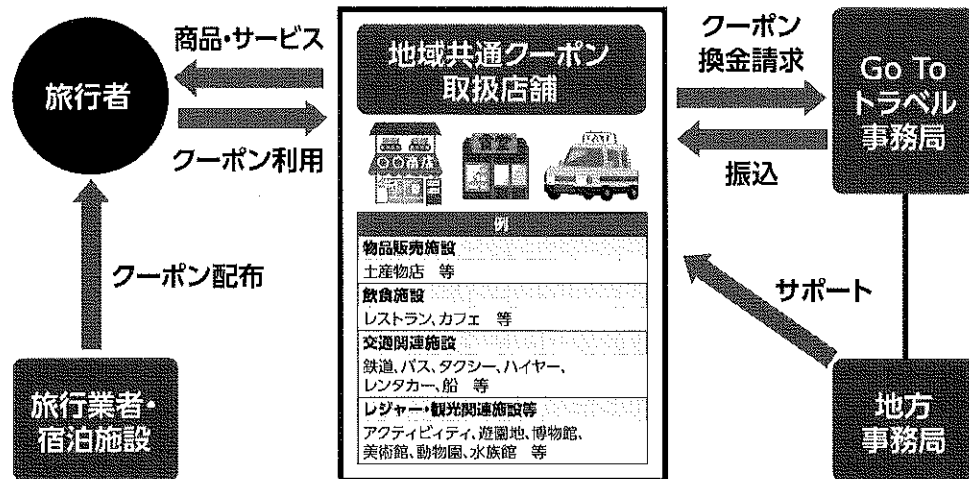 商品・サービス
旅行者
クーポン利用
クーポン配布
旅行業者・
宿泊施設
地域共通クーポン
取扱店舗
〇〇商店
食堂
TAXI
例
物品販売施設
土産物店 等
飲食施設
レストラン、カフェ 等
交通関連施設
鉄道、バス、タクシー、ハイヤー、
レンタカー、船 等
レジャー・観光関連施設等
アクティビィティ、遊園地、博物館、
美術館、動物園、水族館 等
クーポン
換金請求
振込
Go To
トラベル
事務局
サポート
地方
事務局